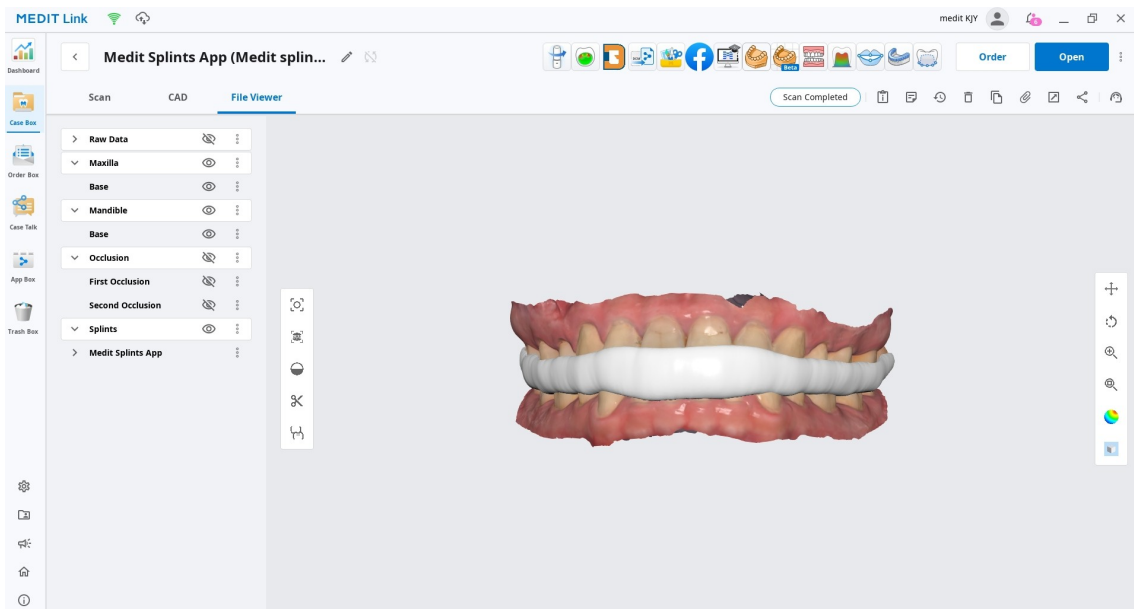 MEDIT Link
medit KJY
Dashboard
Medit Splints App (Medit splin...
Beta
Order
Open
Scan
CAD
File Viewer
Scan Completed
Case Box
Order Box
Case Talk
App Box
Trash Box
Raw Data
Maxilla
Base
Mandible
Base
Occlusion
First Occlusion
Second Occlusion
Splints
Medit Splints App